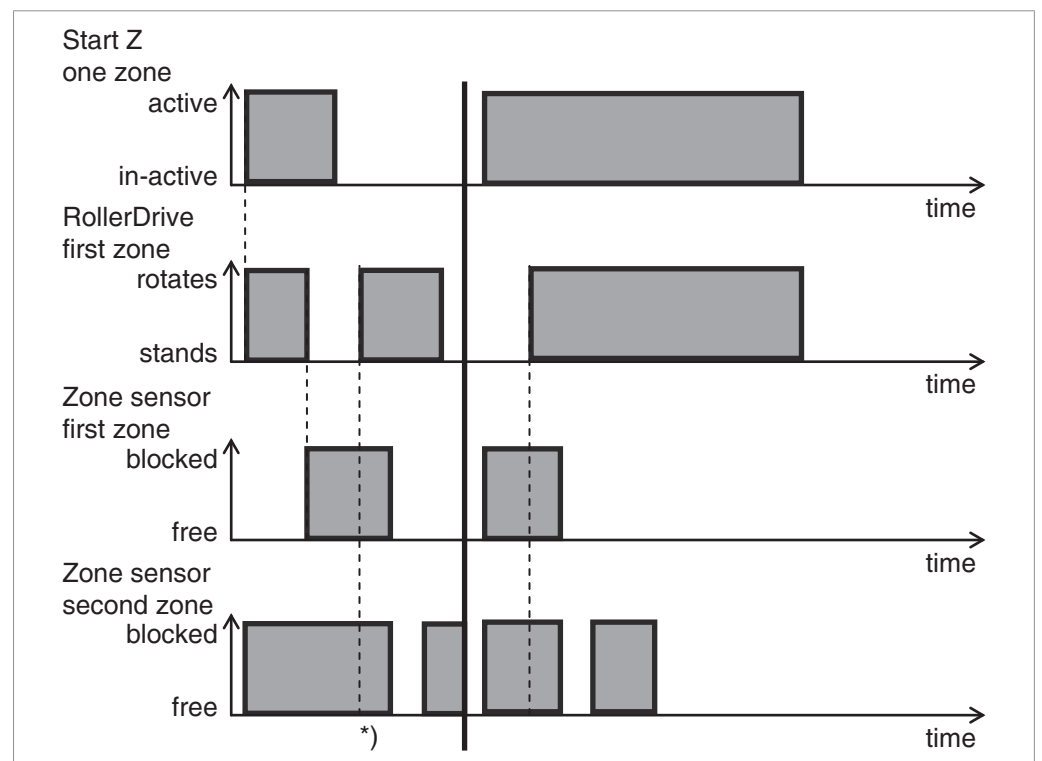 Start Z
one zone
active
in-active
time
RollerDrive
first zone
rotates
stands
time
Zone sensor
first zone
blocked
free
time
Zone sensor
second zone
blocked
free
*)
time